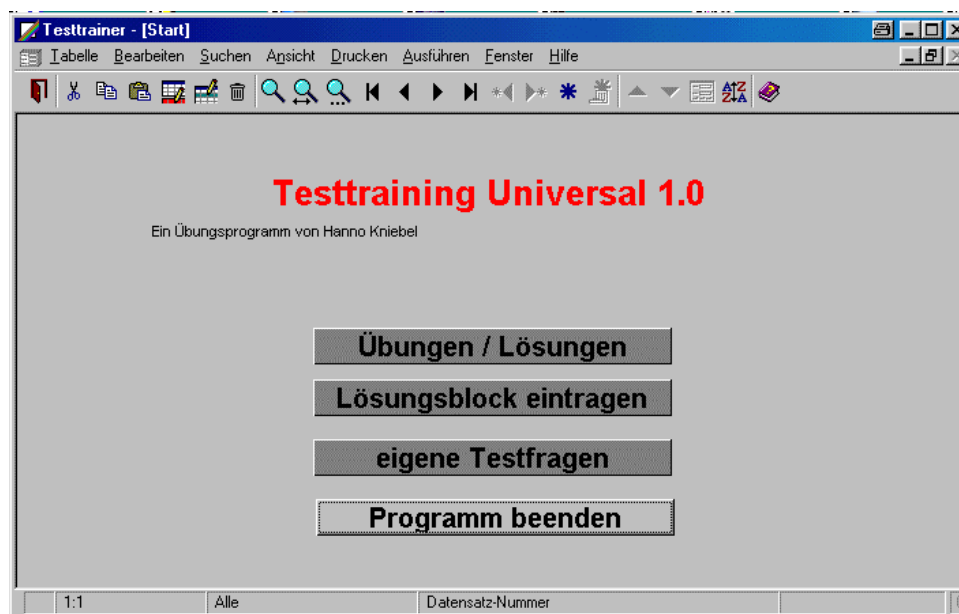 Testtrainer - [Start]
Tabelle Bearbeiten Suchen Ansicht Drucken Ausführen Fenster Hilfe
Testtraining Universal 1.0
Ein Übungsprogramm von Hanno Kniebel
Übungen / Lösungen
Lösungsblock eintragen
eigene Testfragen
Programm beenden
1:1 Alle Datensatz-Nummer